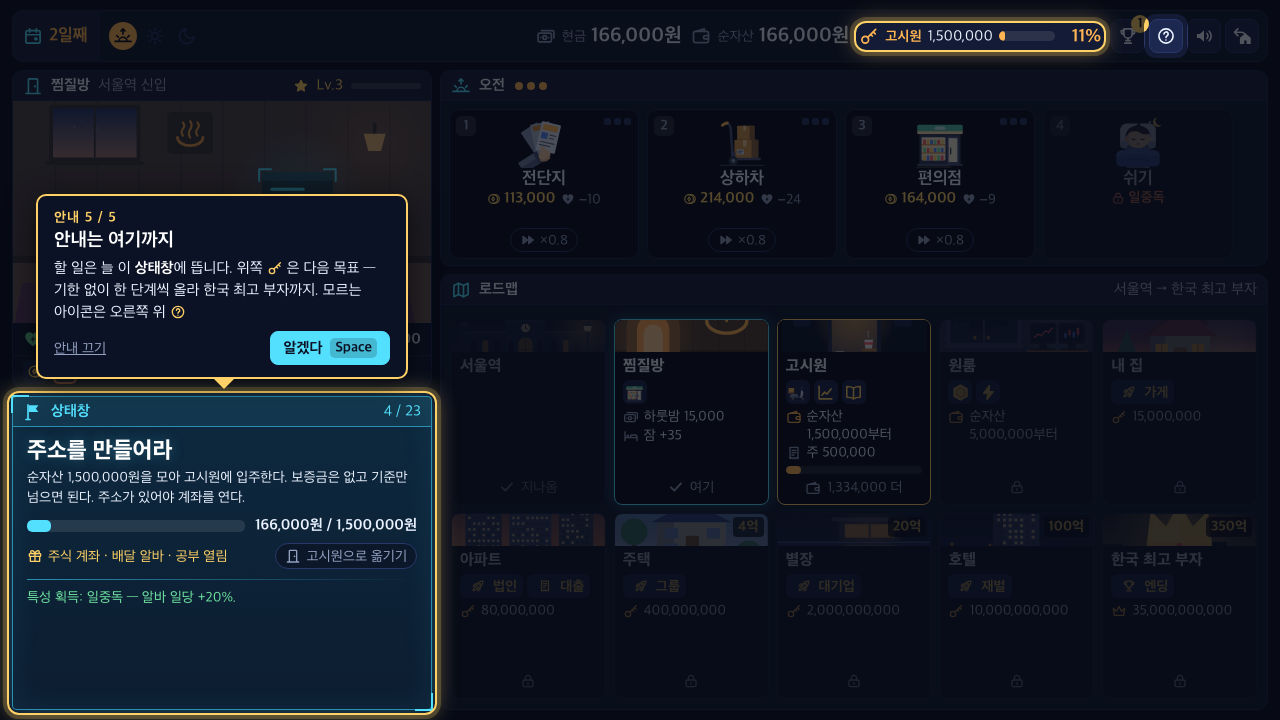 2일째
현금 166,000원
순자산 166,000원
고시원 1,500,000 11%
1
찜질방 서울역 신입
Lv.3
안내 5 / 5
안내는 여기까지
할 일은 늘 이 상태창에 뜹니다. 위쪽 은 다음 목표 —
기한 없이 한 단계씩 올라 한국 최고 부자까지. 모르는
아이콘은 오른쪽 위
안내 끄기
알겠다 Space
상태창
4 / 23
주소를 만들어라
순자산 1,500,000원을 모아 고시원에 입주한다. 보증금은 없고 기준만
넘으면 된다. 주소가 있어야 계좌를 연다.
166,000원 / 1,500,000원
주식 계좌 · 배달 알바 · 공부 열림
고시원으로 옮기기
특성 획득: 일중독 — 알바 일당 +20%.
오전
1
전단지
113,000 −10
×0.8
2
상하차
214,000 −24
×0.8
3
편의점
164,000 −9
×0.8
4
쉬기
일중독
로드맵
서울역 → 한국 최고 부자
서울역
지나옴
찜질방
하룻밤 15,000
잠 +35
여기
고시원
순자산
1,500,000부터
주 500,000
1,334,000 더
원룸
순자산
5,000,000부터
내 집
가게
15,000,000
아파트
법인
대출
80,000,000
4억
주택
그룹
400,000,000
20억
별장
대기업
2,000,000,000
100억
호텔
재벌
10,000,000,000
350억
한국 최고 부자
엔딩
35,000,000,000